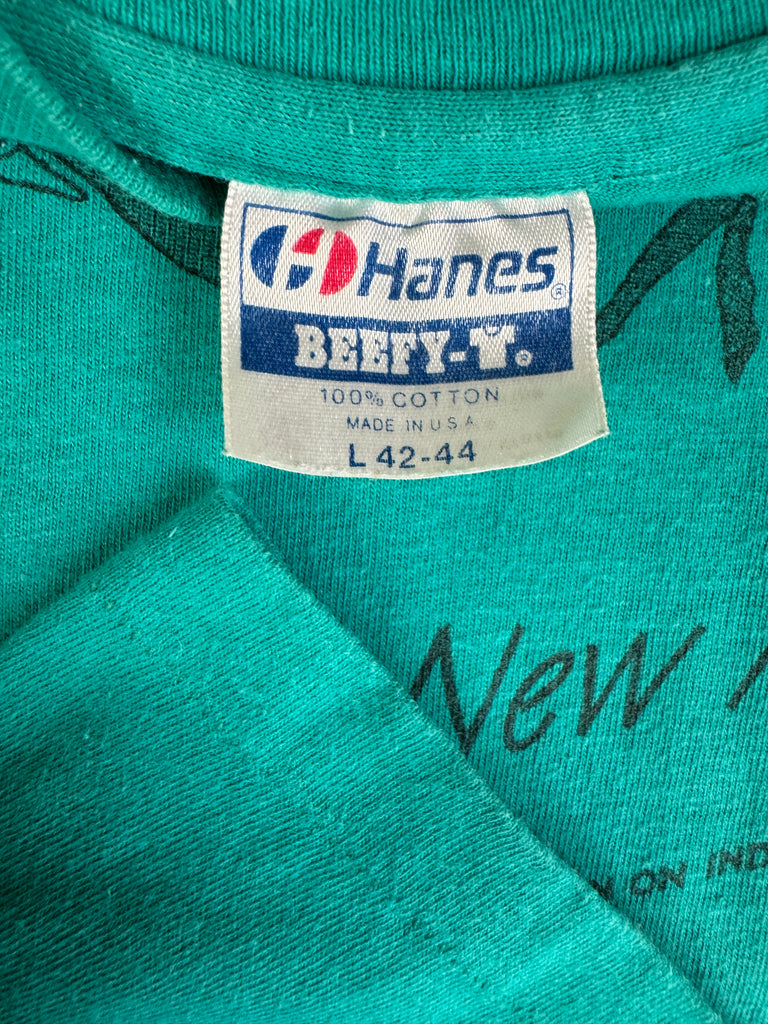 Hanes®
BEEFY-T®
100% COTTON
MADE IN U S A
L 42-44
New
ON IND